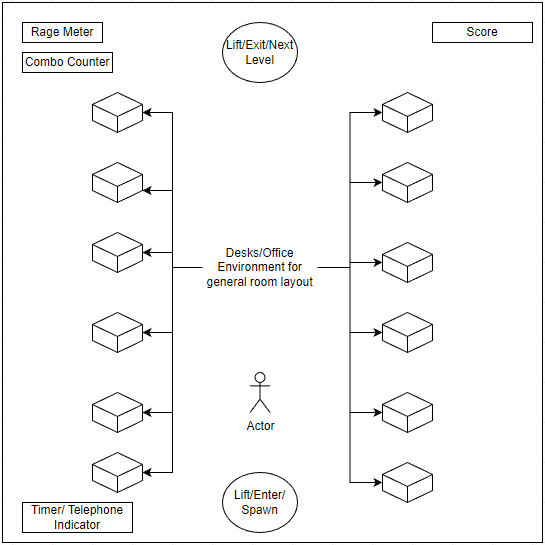 Rage Meter
Lift/Exit/Next
Level
Score
Combo Counter
Desks/Office
Environment for
general room layout
Actor
Lift/Enter/
Spawn
Timer/ Telephone
Indicator